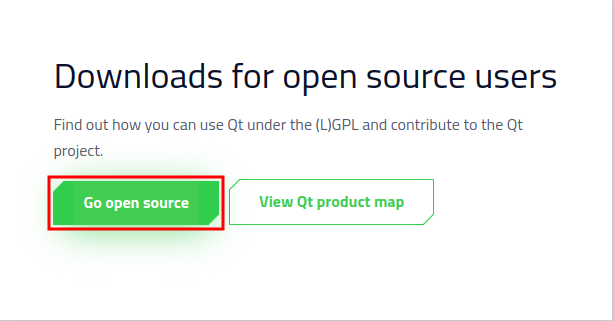 Downloads for open source users
Find out how you can use Qt under the (L)GPL and contribute to the Qt
project.
Go open source
View Qt product map